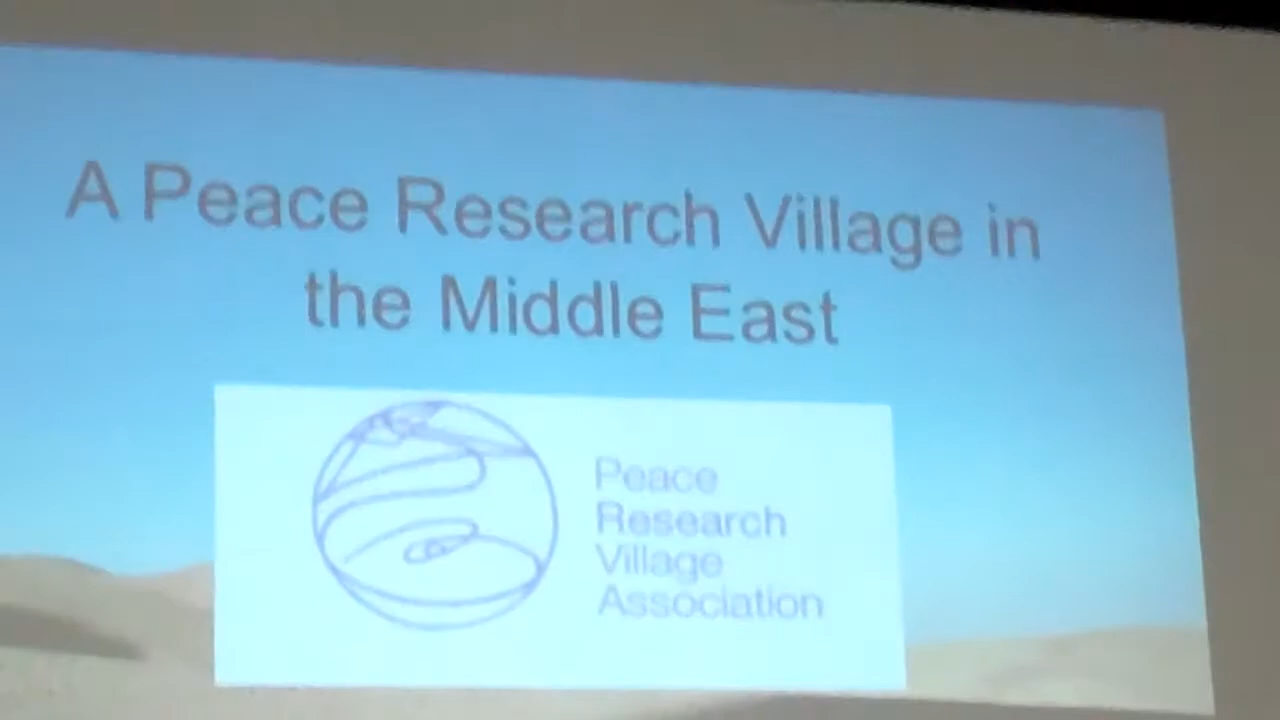 A Peace Research Village in
the Middle East
Peace
Research
Village
Association